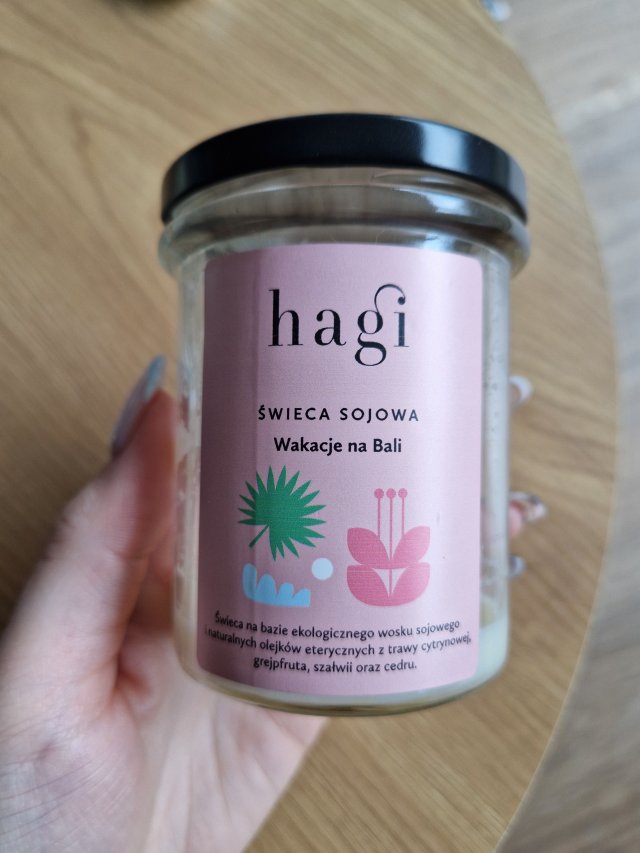 hagi
ŚWIECA SOJOWA
Wakacje na Bali
Świeca na bazie ekologicznego wosku sojowego
i naturalnych olejków eterycznych z trawy cytrynowej,
grejpfruta, szałwii oraz cedru.